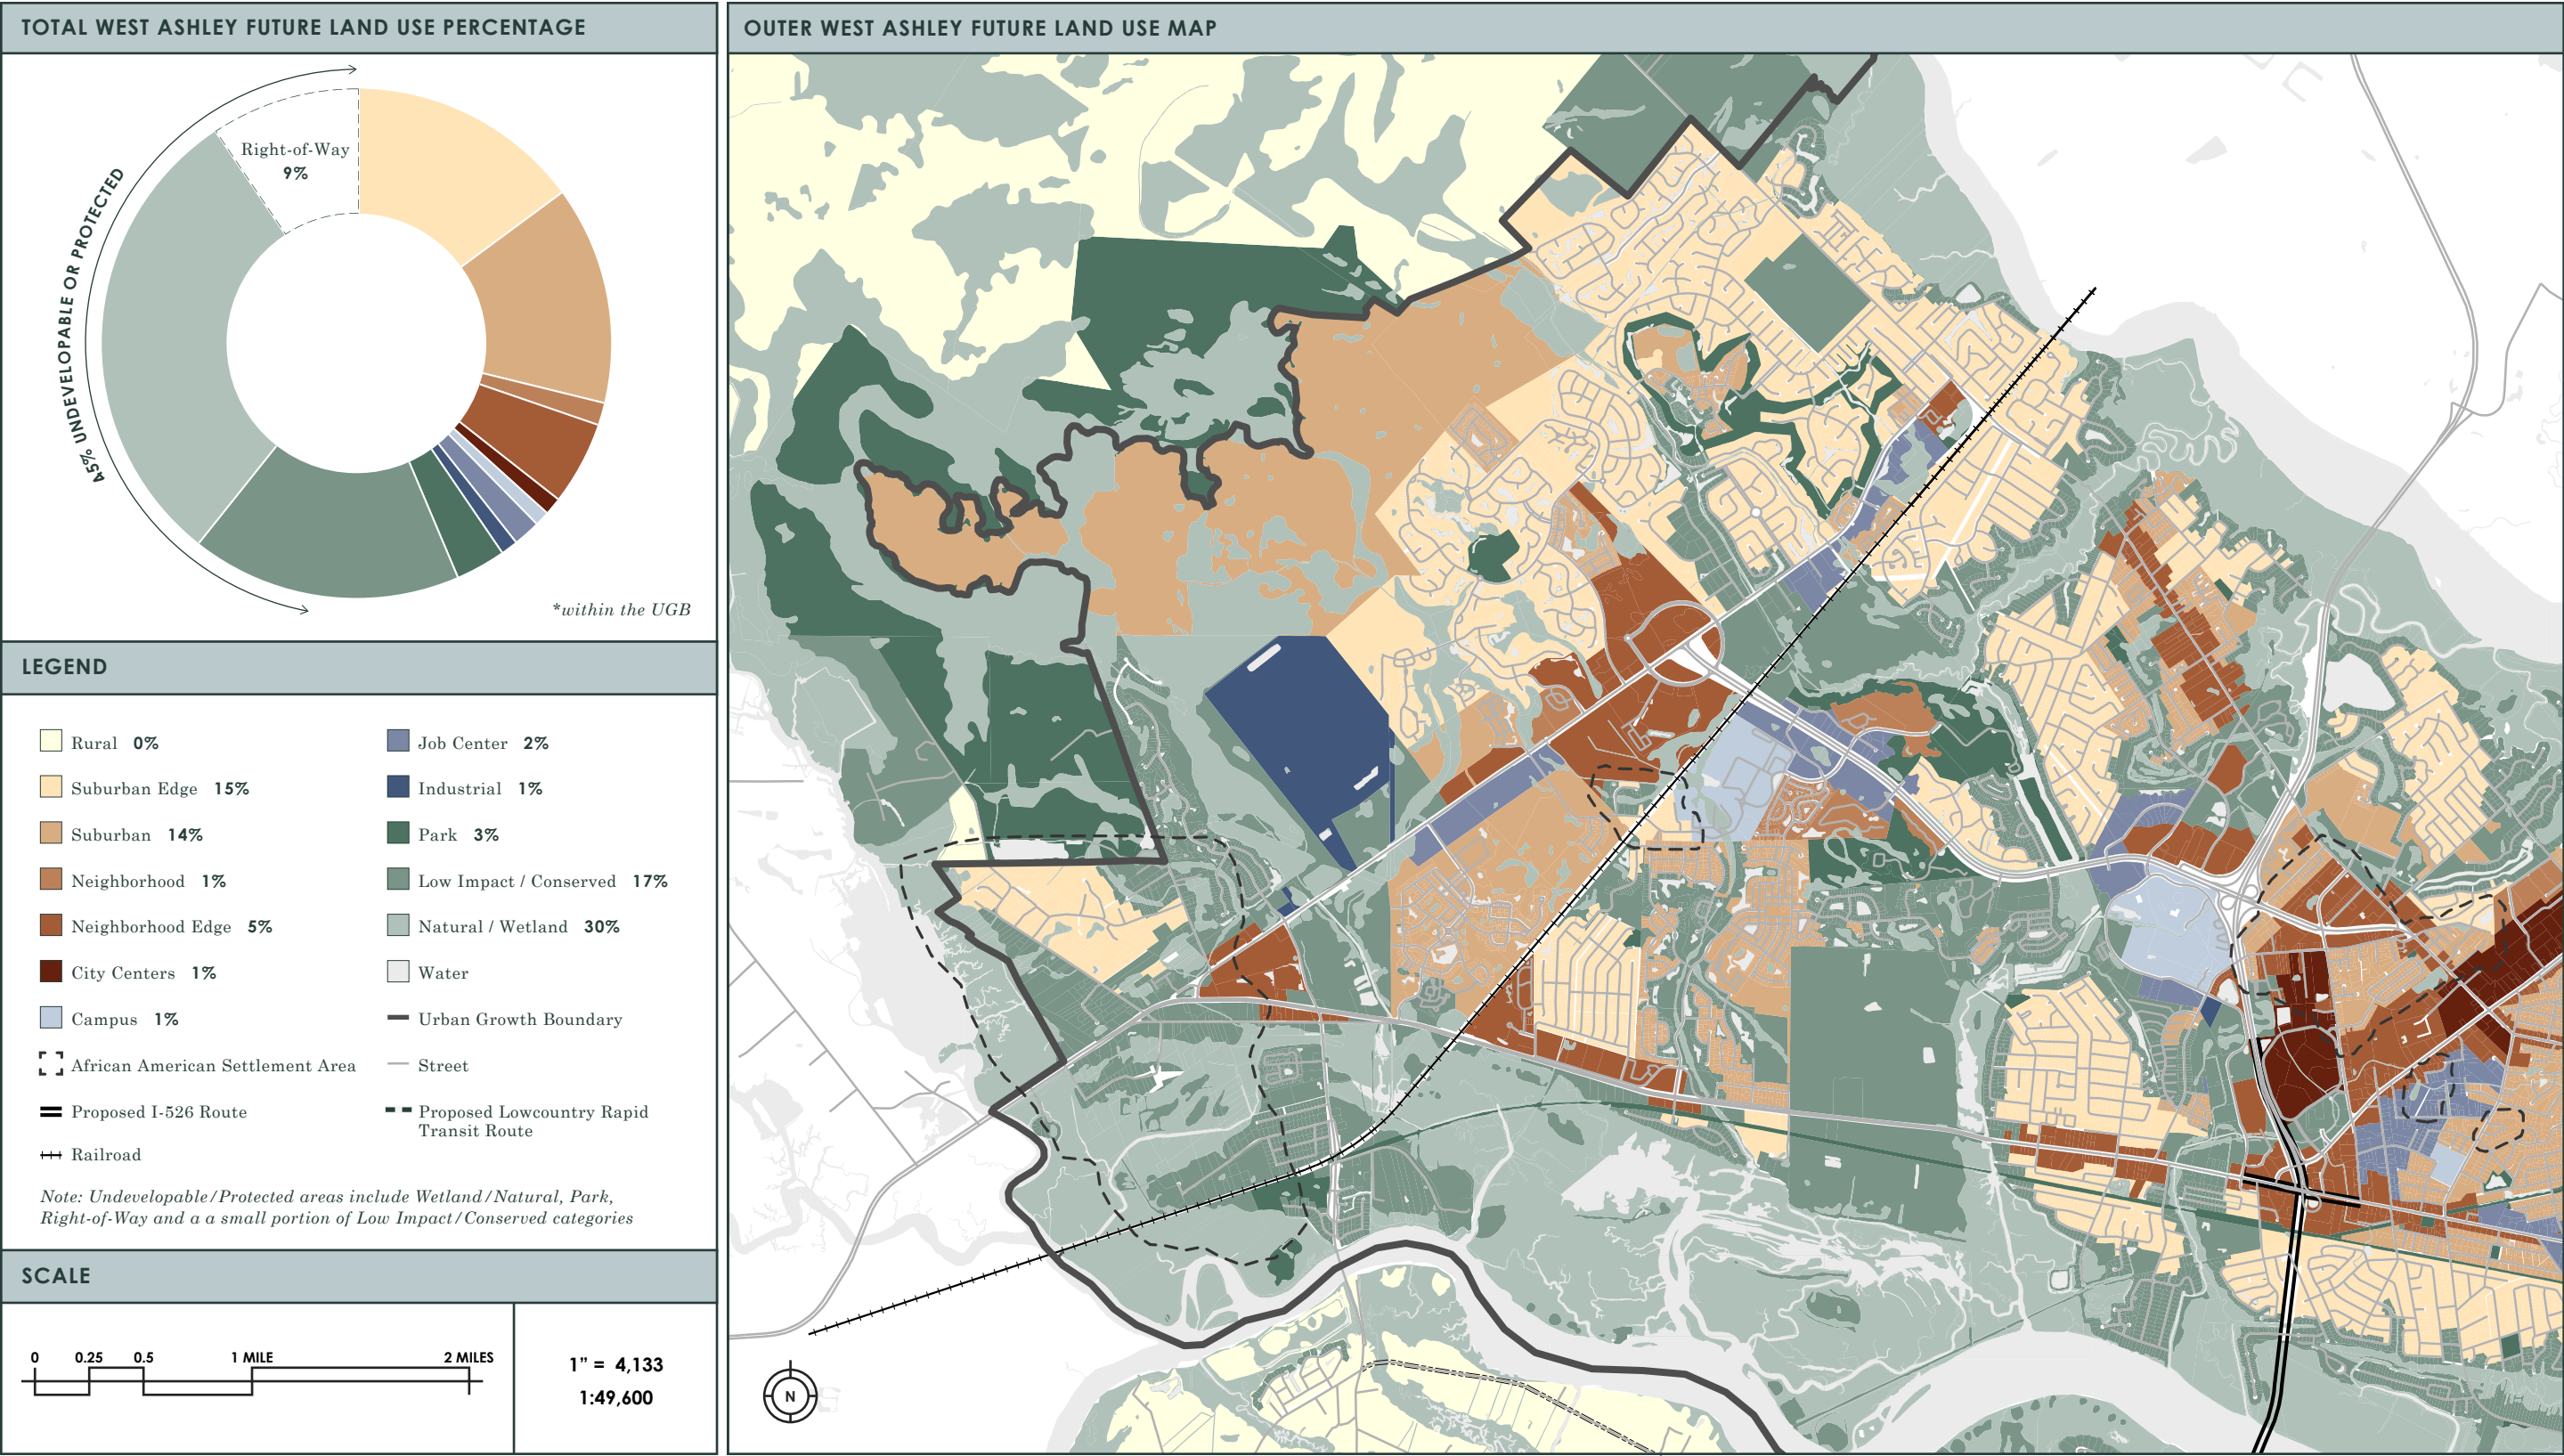 TOTAL WEST ASHLEY FUTURE LAND USE PERCENTAGE
Right-of-Way
9%
45% UNDEVELOPABLE OR PROTECTED
*within the UGB
LEGEND
Rural 0%
Suburban Edge 15%
Suburban 14%
Neighborhood 1%
Neighborhood Edge 5%
City Centers 1%
Campus 1%
African American Settlement Area
Proposed I-526 Route
Railroad
Job Center 2%
Industrial 1%
Park 3%
Low Impact / Conserved 17%
Natural / Wetland 30%
Water
Urban Growth Boundary
Street
Proposed Lowcountry Rapid
Transit Route
Note: Undevelopable/Protected areas include Wetland/Natural, Park,
Right-of-Way and a a small portion of Low Impact/Conserved categories
SCALE
0 0.25 0.5 1 MILE 2 MILES
1" = 4,133
1:49,600
OUTER WEST ASHLEY FUTURE LAND USE MAP
N